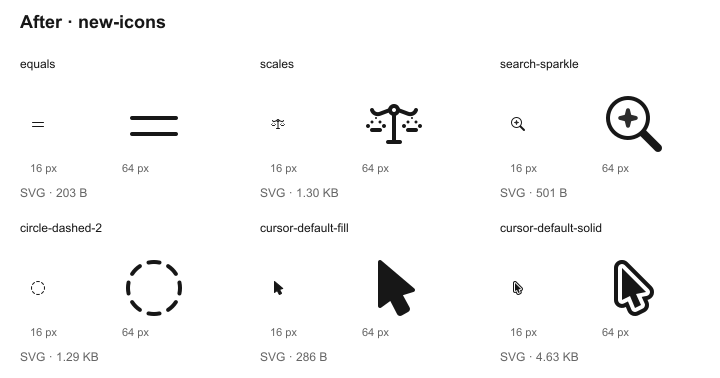 After · new-icons
equals scales search-sparkle
16 px 64 px 16 px 64 px 16 px 64 px
SVG · 203 B SVG · 1.30 KB SVG · 501 B
circle-dashed-2 cursor-default-fill cursor-default-solid
16 px 64 px 16 px 64 px 16 px 64 px
SVG · 1.29 KB SVG · 286 B SVG · 4.63 KB